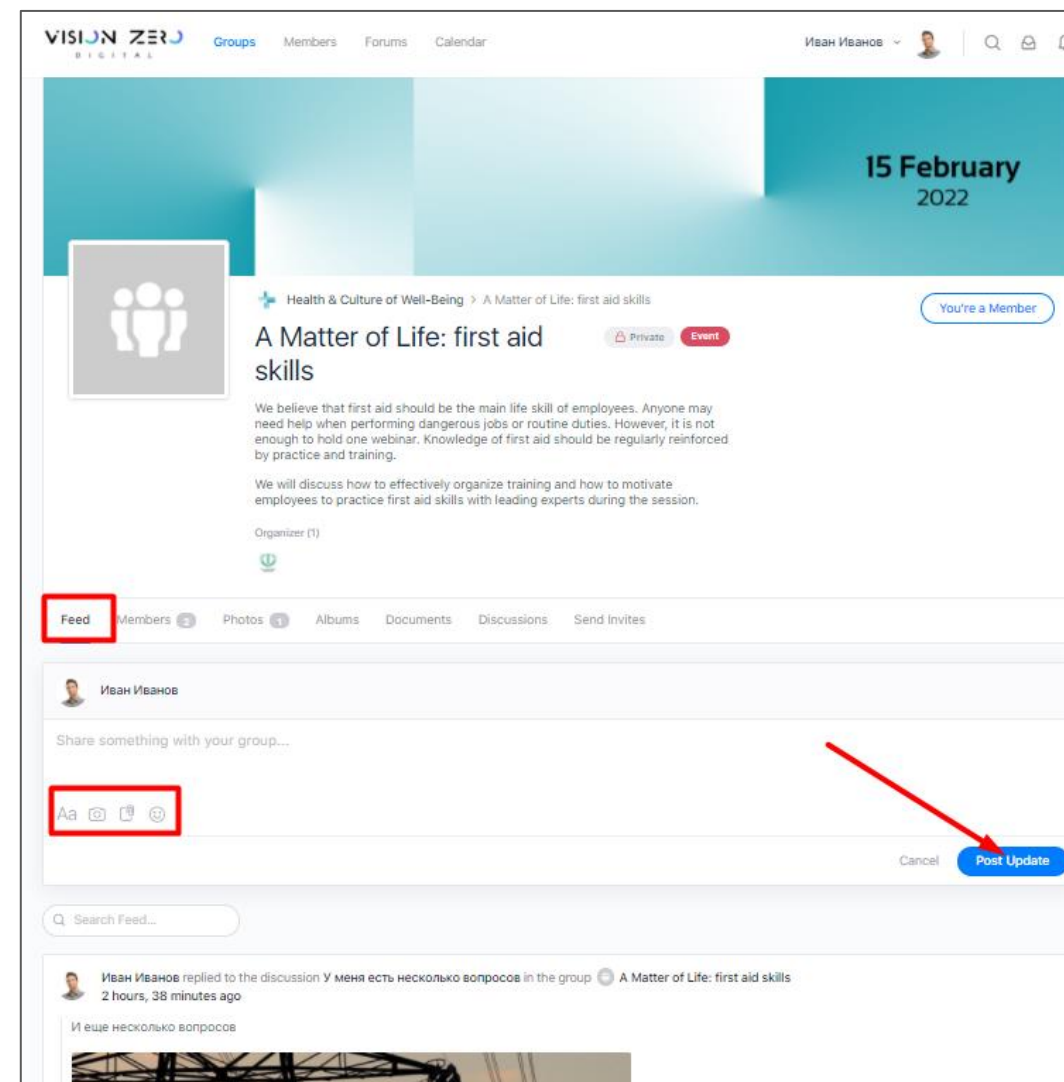 VISION ZERO
DIGITAL
Groups Members Forums Calendar
Иван Иванов
15 February
2022
Health & Culture of Well-Being > A Matter of Life: first aid skills
You're a Member
A Matter of Life: first aid
skills
Private
Event
We believe that first aid should be the main life skill of employees. Anyone may
need help when performing dangerous jobs or routine duties. However, it is not
enough to hold one webinar. Knowledge of first aid should be regularly reinforced
by practice and training.
We will discuss how to effectively organize training and how to motivate
employees to practice first aid skills with leading experts during the session.
Organizer (1)
Feed Members 2 Photos 1 Albums Documents Discussions Send Invites
Иван Иванов
Share something with your group...
Aa
Cancel Post Update
Search Feed...
Иван Иванов replied to the discussion У меня есть несколько вопросов in the group A Matter of Life: first aid skills
2 hours, 38 minutes ago
И еще несколько вопросов